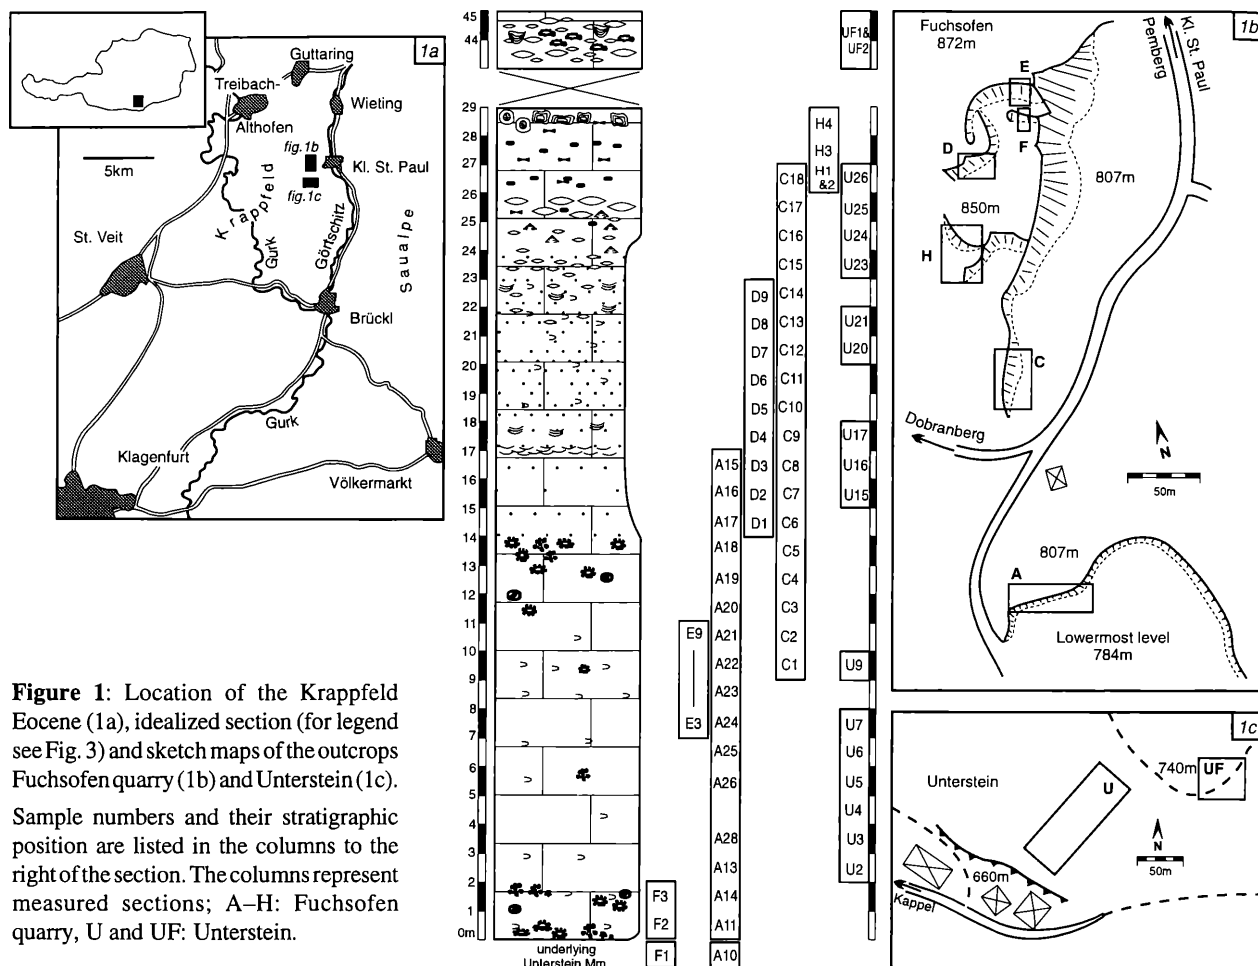 1a
Guttaring
Treibach-
Althofen
Wieting
fig.1b
Kl. St. Paul
5km
fig.1c
Krappfeld
St. Veit
Gurk
Görtschitz
Saualpe
Brückl
Gurk
Klagenfurt
Völkermarkt
Figure 1: Location of the Krappfeld
Eocene (1a), idealized section (for legend
see Fig. 3) and sketch maps of the outcrops
Fuchsofen quarry (1b) and Unterstein (1c).
Sample numbers and their stratigraphic
position are listed in the columns to the
right of the section. The columns represent
measured sections; A–H: Fuchsofen
quarry, U and UF: Unterstein.
45
44
29
28
27
26
25
24
23
22
21
20
19
18
17
16
15
14
13
12
11
10
9
8
7
6
5
4
3
2
1
0m
underlying
Unterstein Mm
F3
F2
F1
E9
E3
A15
A16
A17
A18
A19
A20
A21
A22
A23
A24
A25
A26
A28
A13
A14
A11
A10
D9
D8
D7
D6
D5
D4
D3
D2
D1
C18
C17
C16
C15
C14
C13
C12
C11
C10
C9
C8
C7
C6
C5
C4
C3
C2
C1
H4
H3
H1
&2
UF1&
UF2
U26
U25
U24
U23
U21
U20
U17
U16
U15
U9
U7
U6
U5
U4
U3
U2
1b
Fuchsofen
872m
Kl. St. Paul
Pemberg
E
F
D
807m
850m
H
C
Dobranberg
N
50m
807m
A
Lowermost level
784m
1c
740m
UF
Unterstein
U
N
50m
660m
Kappel